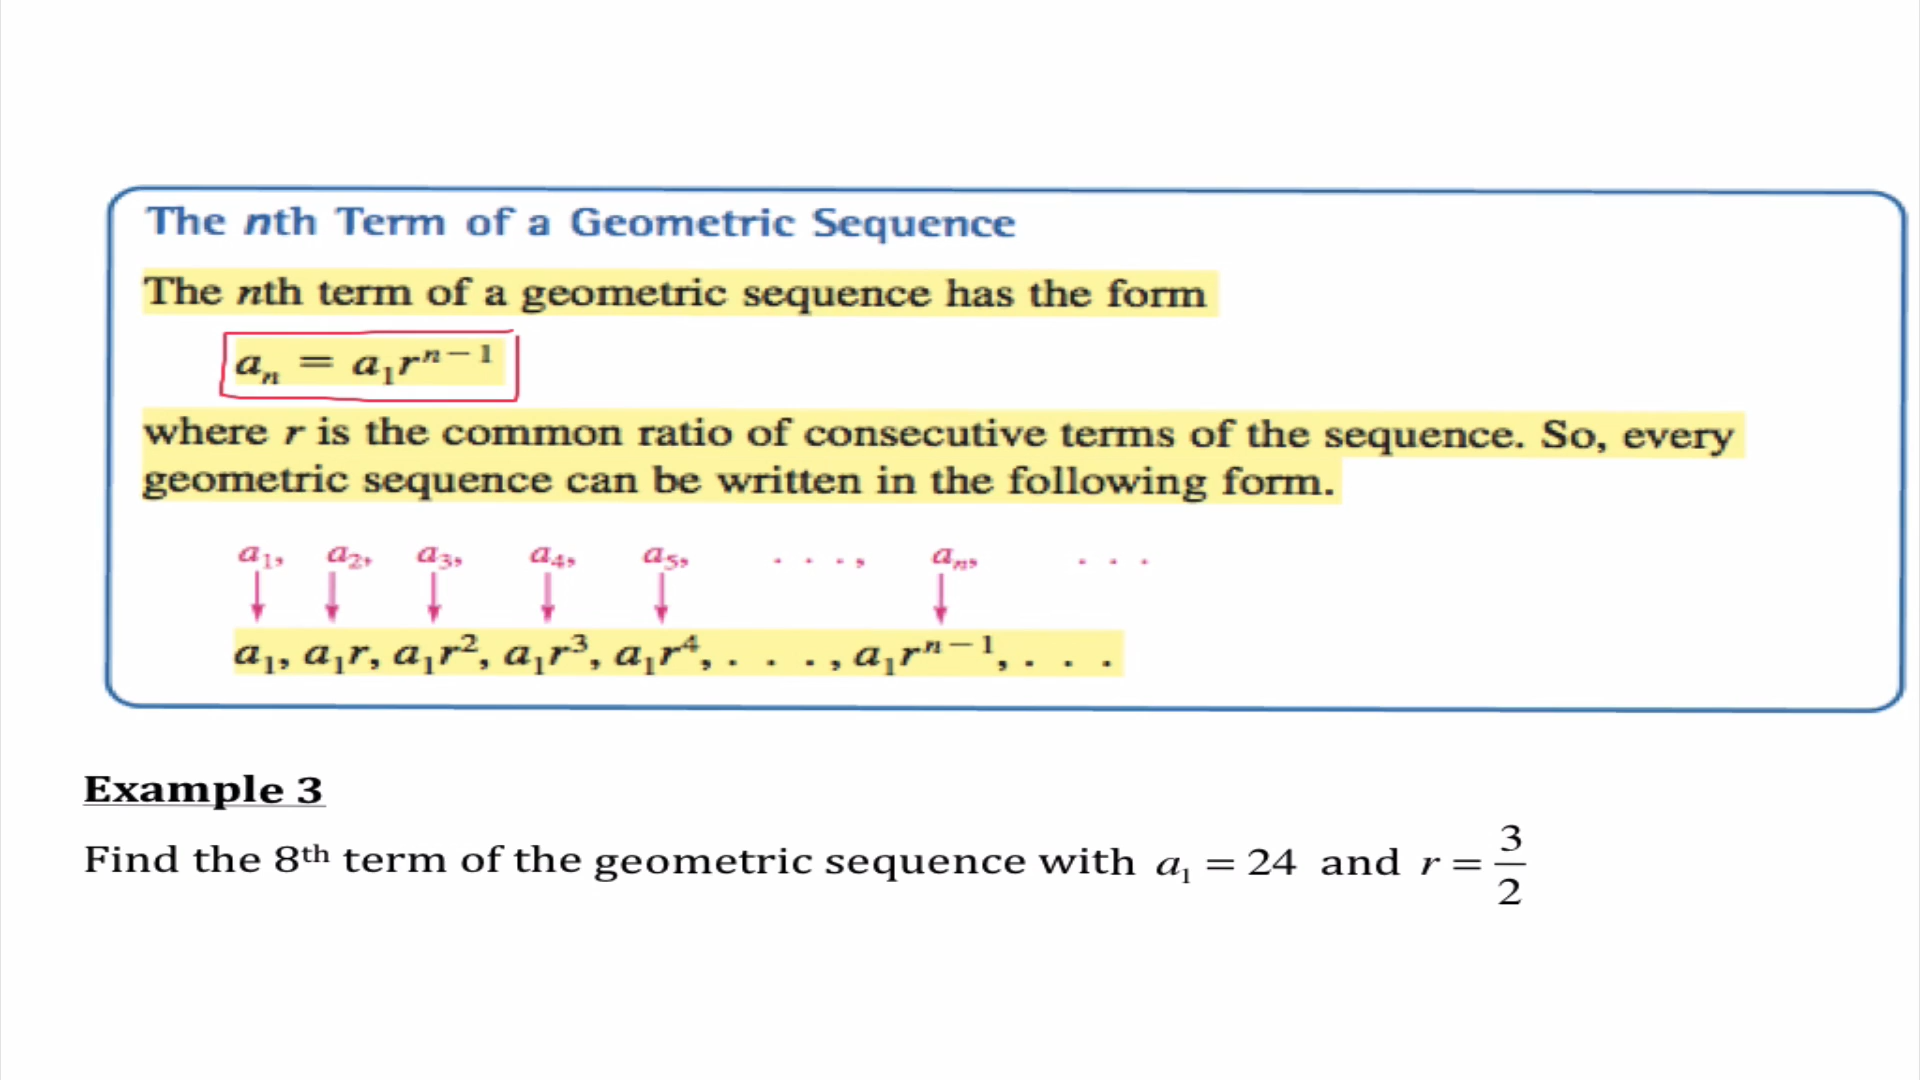 The nth Term of a Geometric Sequence
The nth term of a geometric sequence has the form
aₙ = a₁rⁿ⁻¹
where r is the common ratio of consecutive terms of the sequence. So, every
geometric sequence can be written in the following form.
a₁, a₂, a₃, a₄, a₅, . . . , aₙ, . . .
a₁, a₁r, a₁r², a₁r³, a₁r⁴, . . . , a₁rⁿ⁻¹, . . .
Example 3
Find the 8th term of the geometric sequence with a₁ = 24 and r = 3/2